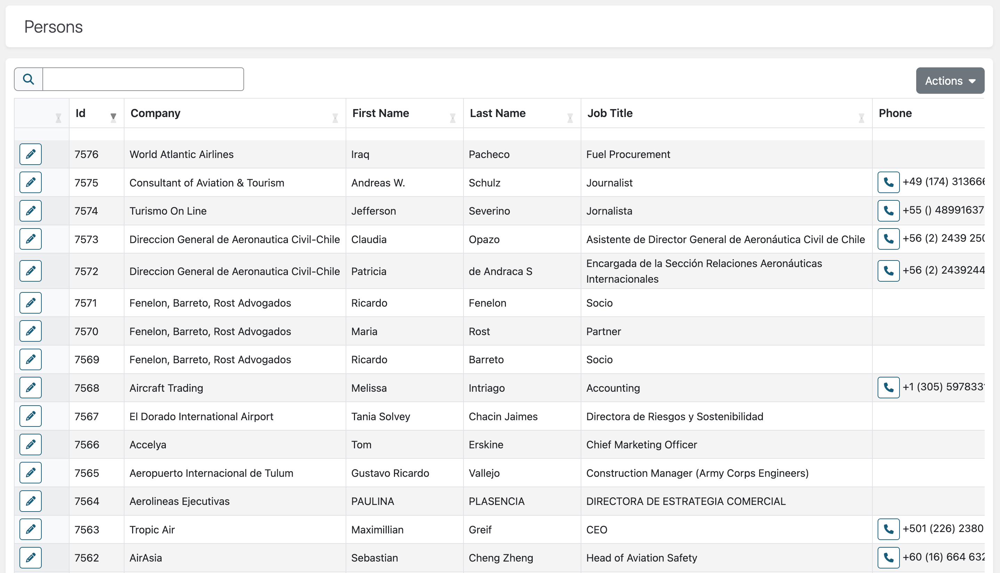 Persons
Actions
Id Company First Name Last Name Job Title Phone
7576 World Atlantic Airlines Iraq Pacheco Fuel Procurement
7575 Consultant of Aviation & Tourism Andreas W. Schulz Journalist +49 (174) 31366
7574 Turismo On Line Jefferson Severino Jornalista +55 () 48991637
7573 Direccion General de Aeronautica Civil-Chile Claudia Opazo Asistente de Director General de Aeronáutica Civil de Chile +56 (2) 2439 25
7572 Direccion General de Aeronautica Civil-Chile Patricia de Andraca S Encargada de la Sección Relaciones Aeronáuticas +56 (2) 2439244
Internacionales
7571 Fenelon, Barreto, Rost Advogados Ricardo Fenelon Socio
7570 Fenelon, Barreto, Rost Advogados Maria Rost Partner
7569 Fenelon, Barreto, Rost Advogados Ricardo Barreto Socio
7568 Aircraft Trading Melissa Intriago Accounting +1 (305) 597833
7567 El Dorado International Airport Tania Solvey Chacin Jaimes Directora de Riesgos y Sostenibilidad
7566 Accelya Tom Erskine Chief Marketing Officer
7565 Aeropuerto Internacional de Tulum Gustavo Ricardo Vallejo Construction Manager (Army Corps Engineers)
7564 Aerolineas Ejecutivas PAULINA PLASENCIA DIRECTORA DE ESTRATEGIA COMERCIAL
7563 Tropic Air Maximillian Greif CEO +501 (226) 2380
7562 AirAsia Sebastian Cheng Zheng Head of Aviation Safety +60 (16) 664 63